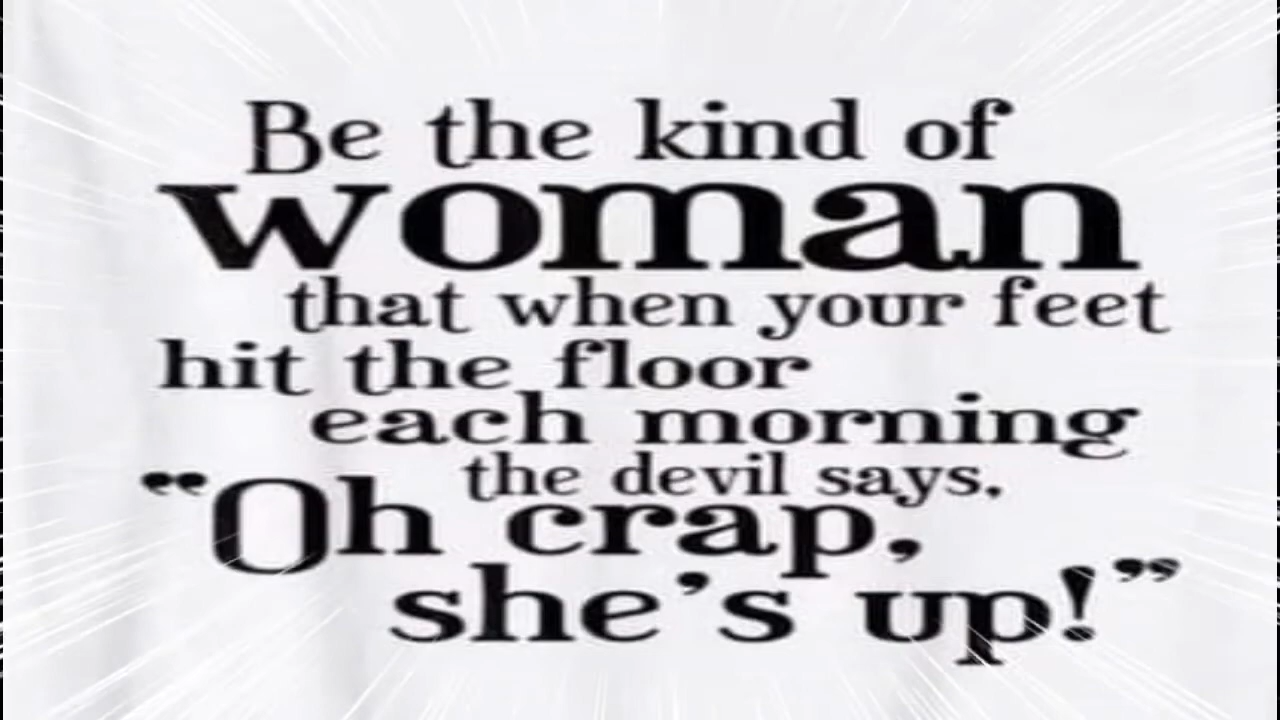 Be the kind of
woman
that when your feet
hit the floor
each morning
the devil says,
"Oh crap,
she's up!"